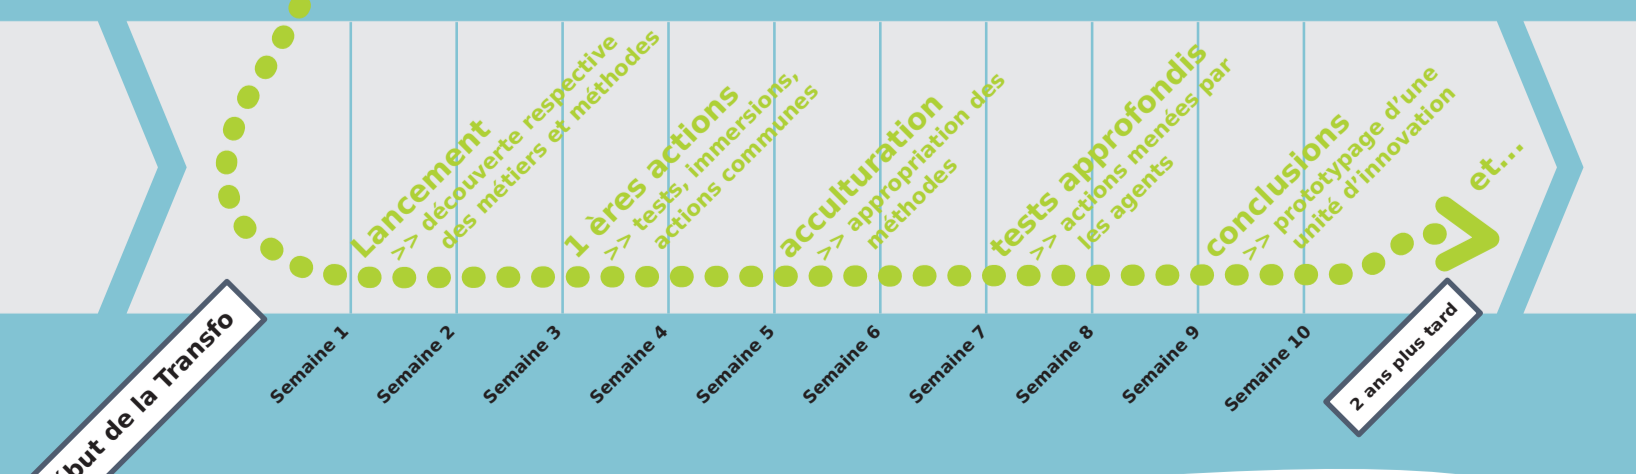 Lancement
>> découverte respective
des métiers et méthodes
1 ères actions
>> tests, immersions,
actions communes
acculturation
>> appropriation des
méthodes
tests approfondis
>> actions menées par
les agents
conclusions
>> prototypage d’une
unité d’innovation
et...
but de la Transfo
Semaine 1
Semaine 2
Semaine 3
Semaine 4
Semaine 5
Semaine 6
Semaine 7
Semaine 8
Semaine 9
Semaine 10
2 ans plus tard